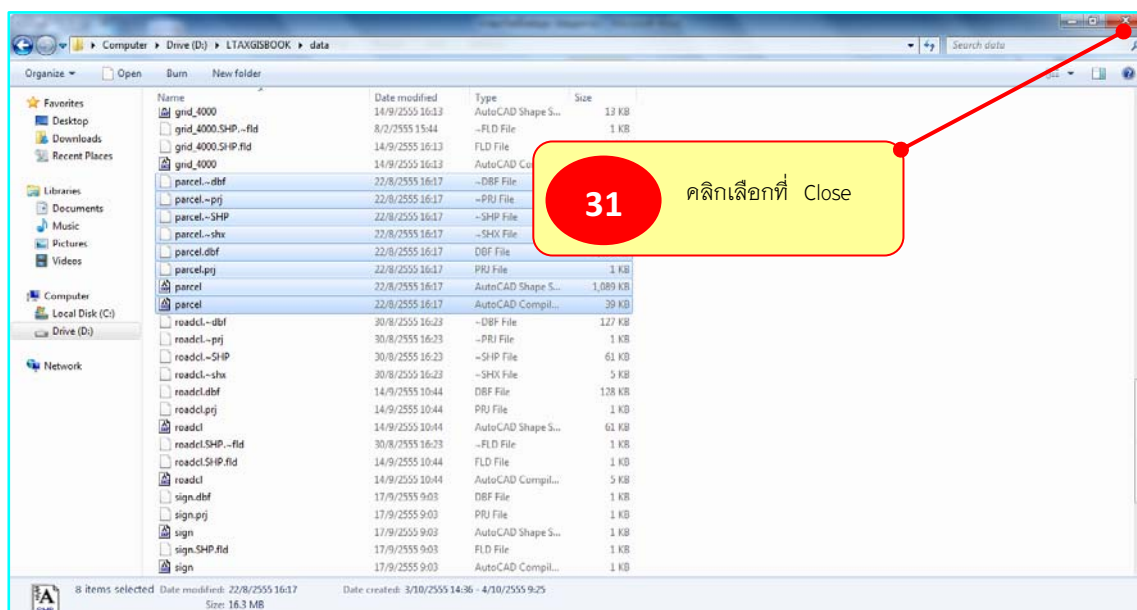 Computer ▸ Drive (D:) ▸ LTAXGISBOOK ▸ data
Search data
Organize Open Burn New folder
Name Date modified Type Size
Favorites
Desktop
Downloads
Recent Places
Libraries
Documents
Music
Pictures
Videos
Computer
Local Disk (C:)
Drive (D:)
Network
grid_4000 14/9/2555 16:13 AutoCAD Shape S... 13 KB
grid_4000.SHP.~fld 8/2/2555 15:44 ~FLD File 1 KB
grid_4000.SHP.fld 14/9/2555 16:13 FLD File
grid_4000 14/9/2555 16:13 AutoCAD Co
parcel.~dbf 22/8/2555 16:17 ~DBF File
parcel.~prj 22/8/2555 16:17 ~PRJ File
parcel.~SHP 22/8/2555 16:17 ~SHP File
parcel.~shx 22/8/2555 16:17 ~SHX File
parcel.dbf 22/8/2555 16:17 DBF File
parcel.prj 22/8/2555 16:17 PRJ File 1 KB
parcel 22/8/2555 16:17 AutoCAD Shape S... 1,089 KB
parcel 22/8/2555 16:17 AutoCAD Compil... 39 KB
roadcl.~dbf 30/8/2555 16:23 ~DBF File 127 KB
roadcl.~prj 30/8/2555 16:23 ~PRJ File 1 KB
roadcl.~SHP 30/8/2555 16:23 ~SHP File 61 KB
roadcl.~shx 30/8/2555 16:23 ~SHX File 5 KB
roadcl.dbf 14/9/2555 10:44 DBF File 128 KB
roadcl.prj 14/9/2555 10:44 PRJ File 1 KB
roadcl 14/9/2555 10:44 AutoCAD Shape S... 61 KB
roadcl.SHP.~fld 30/8/2555 16:23 ~FLD File 1 KB
roadcl.SHP.fld 14/9/2555 10:44 FLD File 1 KB
roadcl 14/9/2555 10:44 AutoCAD Compil... 5 KB
sign.dbf 17/9/2555 9:03 DBF File 1 KB
sign.prj 17/9/2555 9:03 PRJ File 1 KB
sign 17/9/2555 9:03 AutoCAD Shape S... 1 KB
sign.SHP.fld 17/9/2555 9:03 FLD File 1 KB
sign 17/9/2555 9:03 AutoCAD Compil... 1 KB
31 คลิกเลือกที่ Close
8 items selected Date modified: 22/8/2555 16:17 Date created: 3/10/2555 14:36 - 4/10/2555 9:25
Size: 16.3 MB